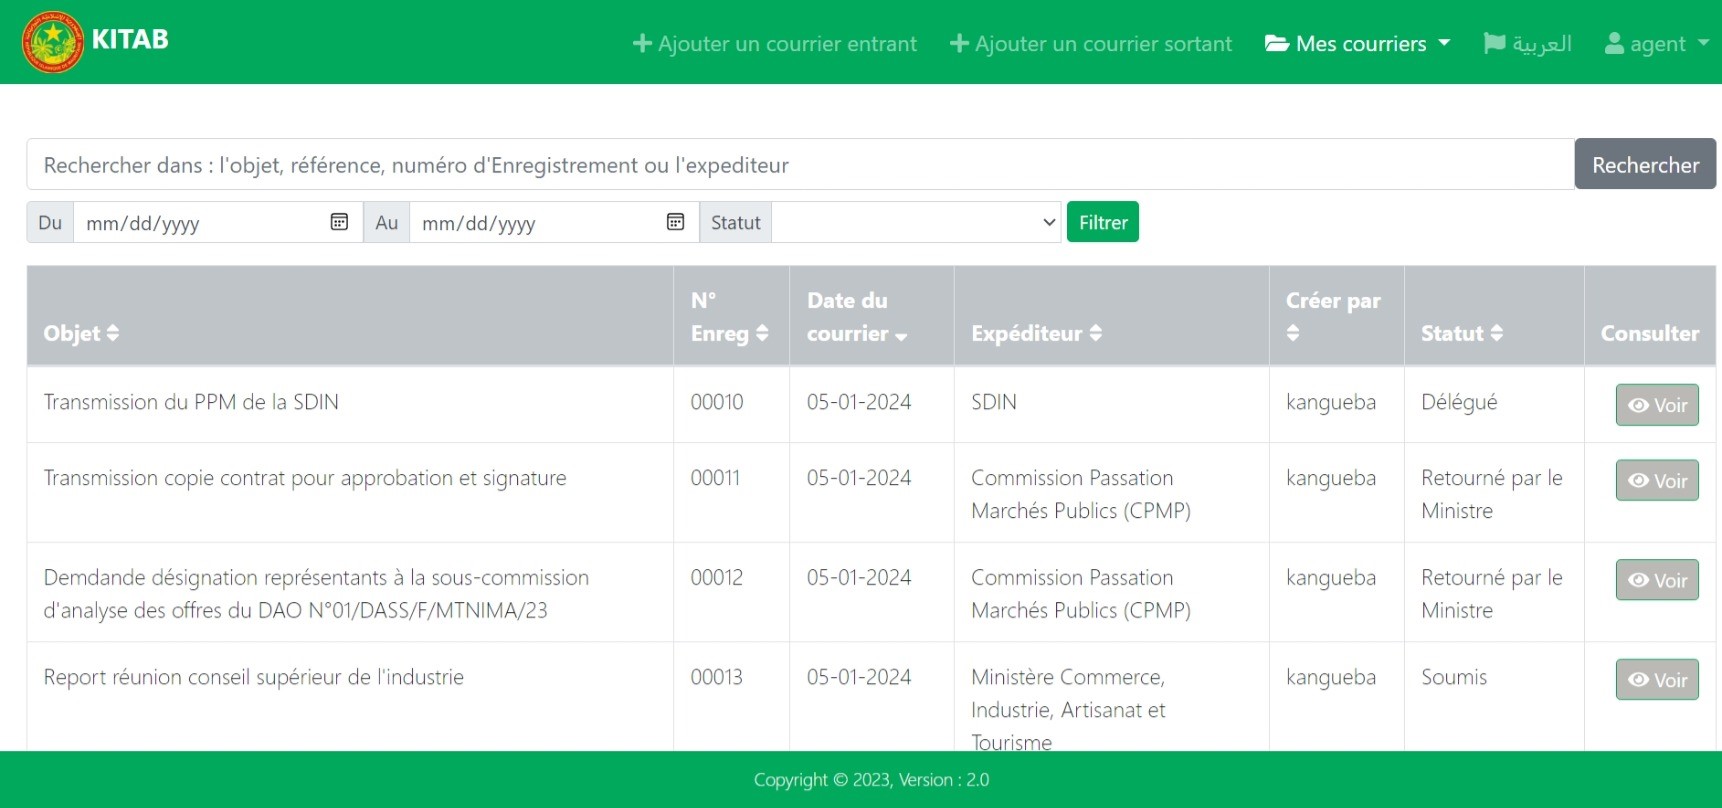 KITAB
Ajouter un courrier entrant
Ajouter un courrier sortant
Mes courriers
العربية
agent
Rechercher dans : l'objet, référence, numéro d'Enregistrement ou l'expediteur
Rechercher
Du mm/dd/yyyy Au mm/dd/yyyy Statut Filtrer
Objet N° Enreg Date du courrier Expéditeur Créer par Statut Consulter
Transmission du PPM de la SDIN 00010 05-01-2024 SDIN kangueba Délégué Voir
Transmission copie contrat pour approbation et signature 00011 05-01-2024 Commission Passation kangueba Retourné par le Voir
Marchés Publics (CPMP) Ministre
Demdande désignation représentants à la sous-commission 00012 05-01-2024 Commission Passation kangueba Retourné par le Voir
d'analyse des offres du DAO N°01/DASS/F/MTNIMA/23 Marchés Publics (CPMP) Ministre
Report réunion conseil supérieur de l'industrie 00013 05-01-2024 Ministère Commerce, kangueba Soumis Voir
Industrie, Artisanat et
Tourisme
Copyright © 2023, Version : 2.0